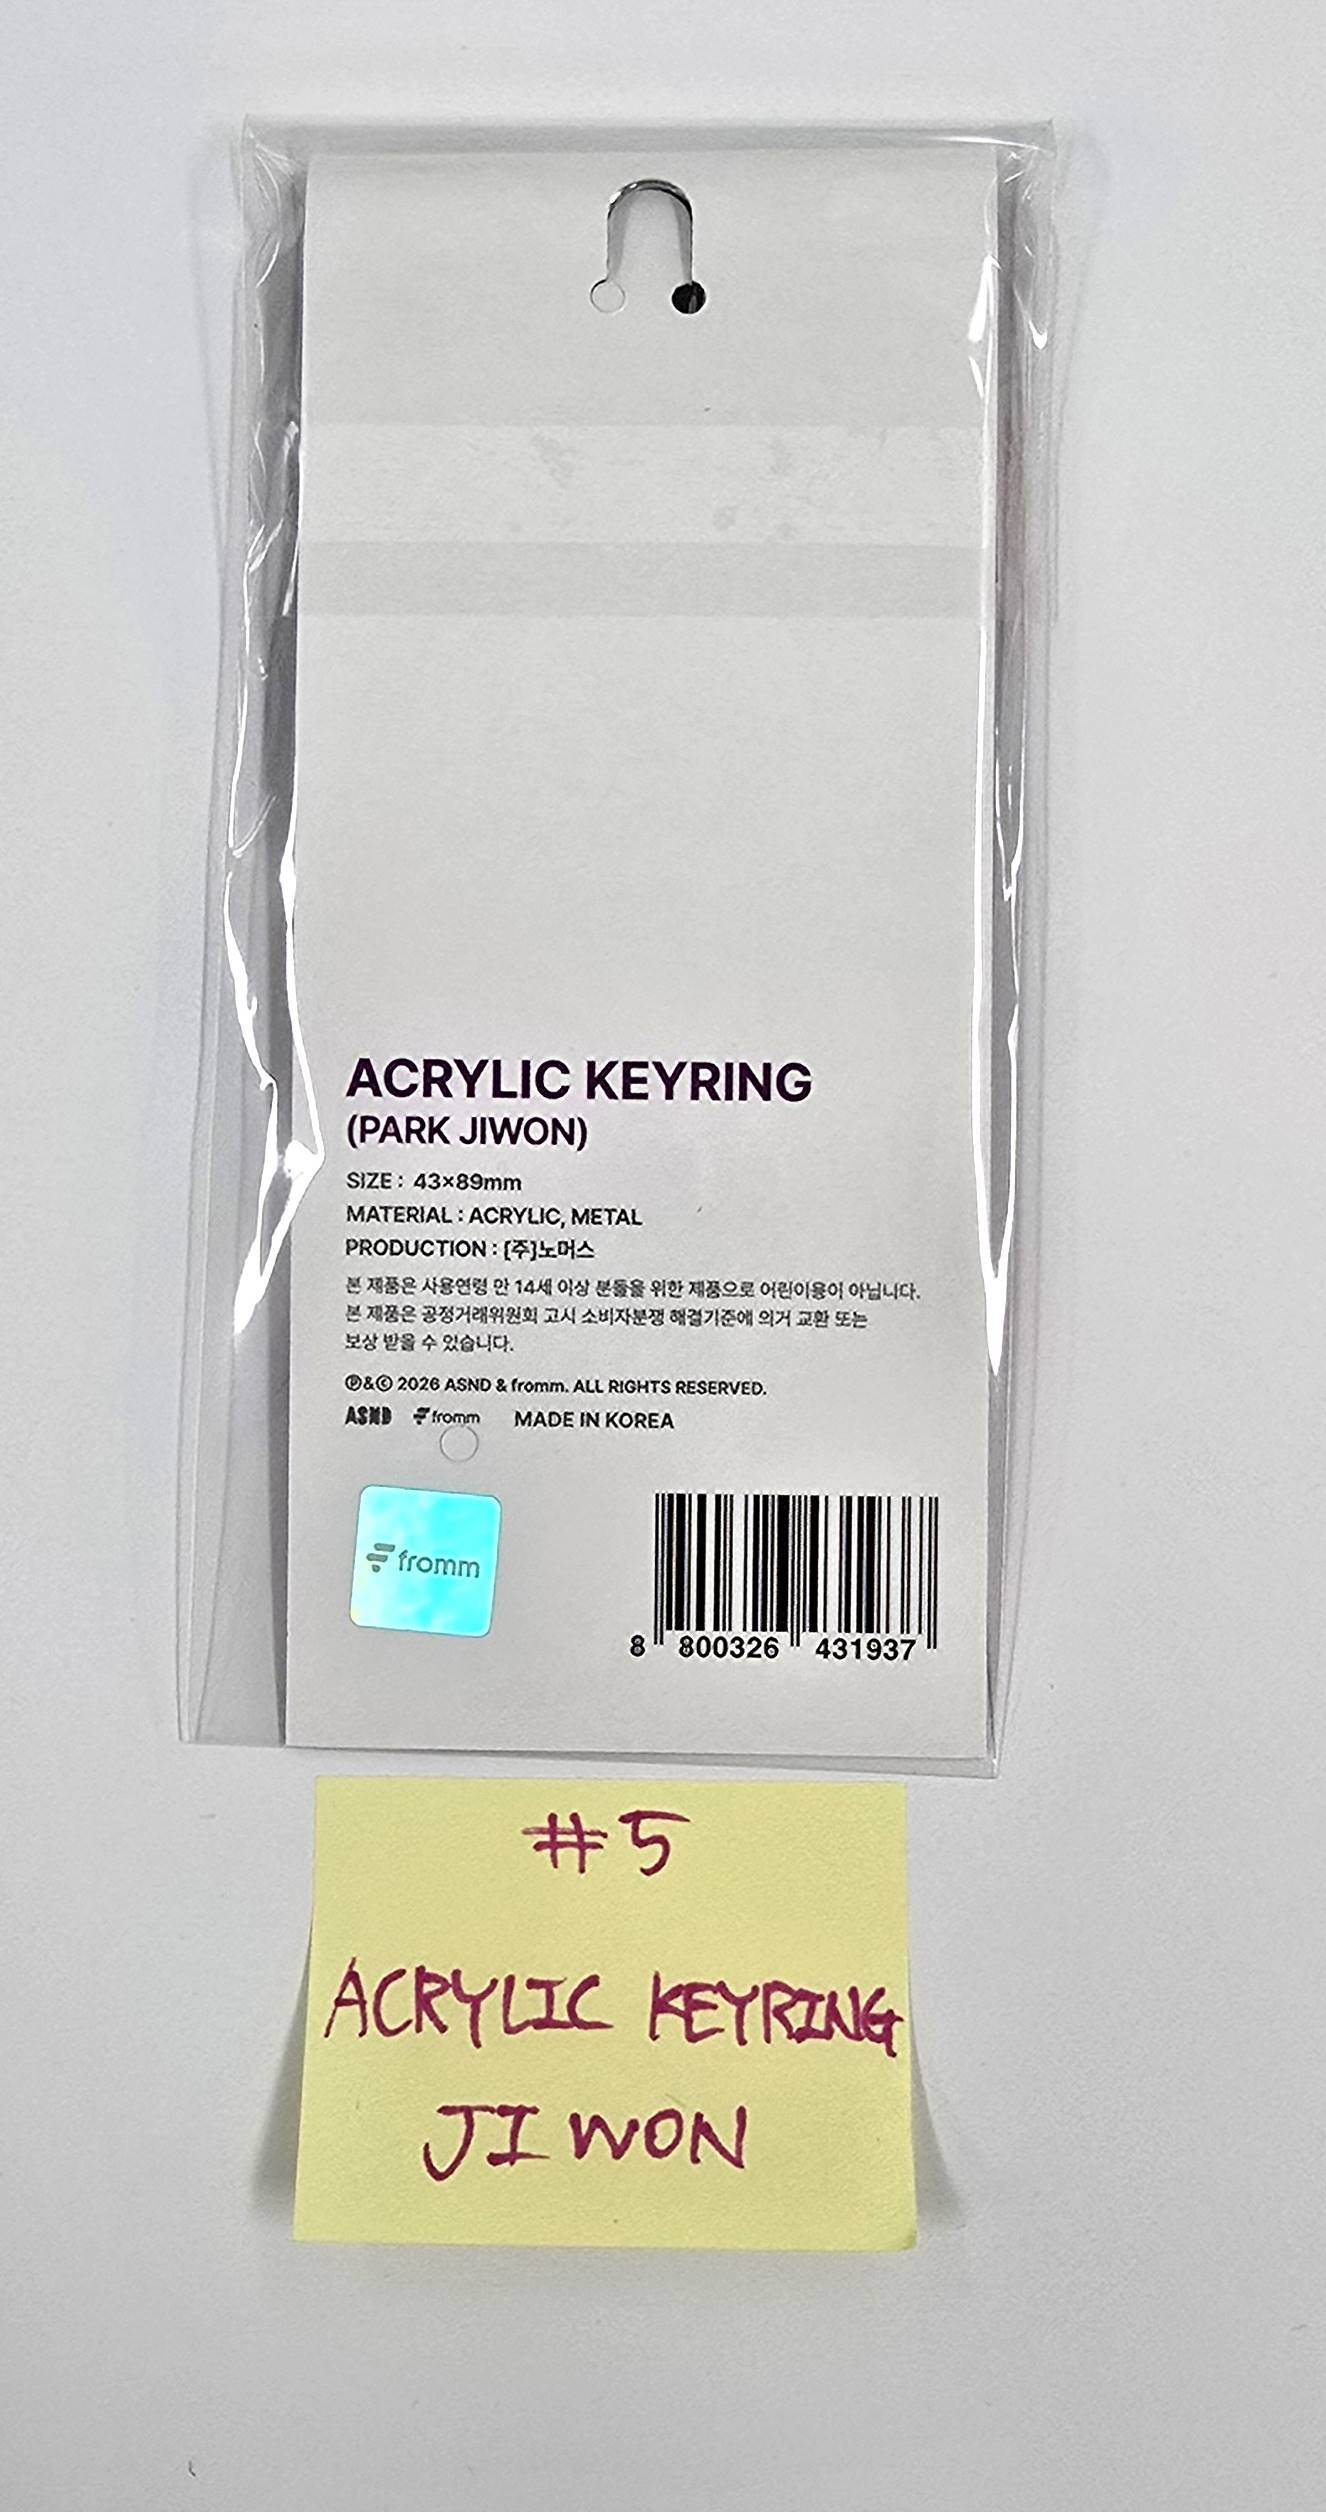 ACRYLIC KEYRING
(PARK JIWON)
SIZE : 43×89mm
MATERIAL : ACRYLIC, METAL
PRODUCTION : [주]노머스
본 제품은 사용연령 만 14세 이상 분들을 위한 제품으로 어린이용이 아닙니다.
본 제품은 공정거래위원회 고시 소비자분쟁 해결기준에 의거 교환 또는
보상 받을 수 있습니다.
℗&© 2026 ASND & fromm. ALL RIGHTS RESERVED.
ASND fromm MADE IN KOREA
fromm
8 800326 431937
#5
ACRYLIC KEYRING
JIWON